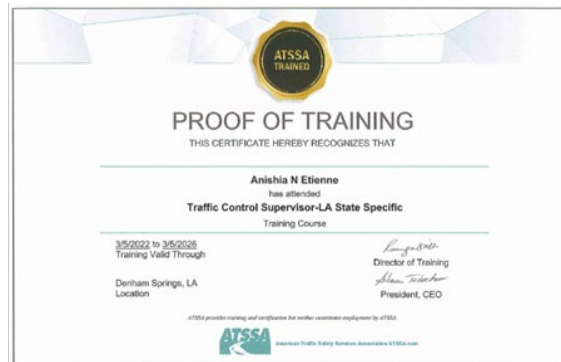 ATSSA
TRAINED
PROOF OF TRAINING
THIS CERTIFICATE HEREBY RECOGNIZES THAT
Anishia N Etienne
has attended
Traffic Control Supervisor-LA State Specific
Training Course
3/5/2022 to 3/5/2026
Training Valid Through
Director of Training
Denham Springs, LA
Location
President, CEO
ATSSA provides training and certification but neither constitutes employment by ATSSA.
ATSSA
American Traffic Safety Services Association ATSSA.com